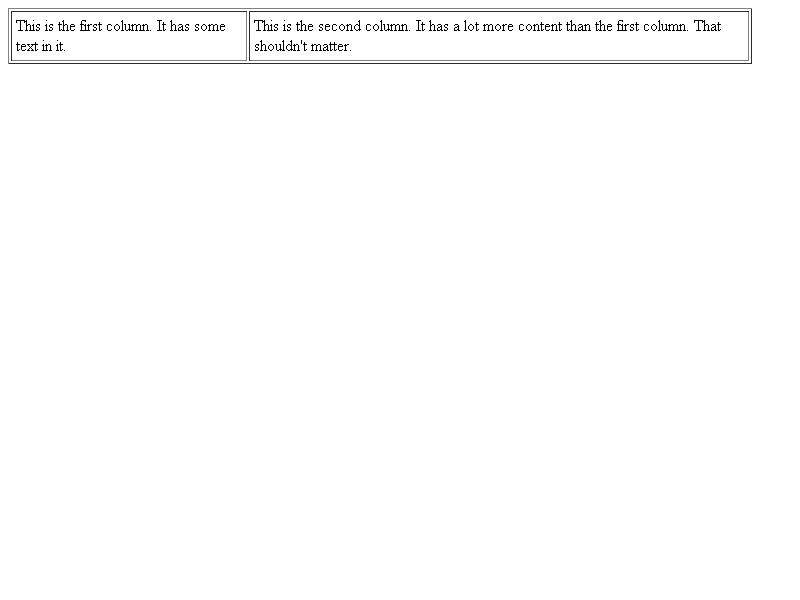 This is the first column. It has some
text in it.
This is the second column. It has a lot more content than the first column. That
shouldn't matter.